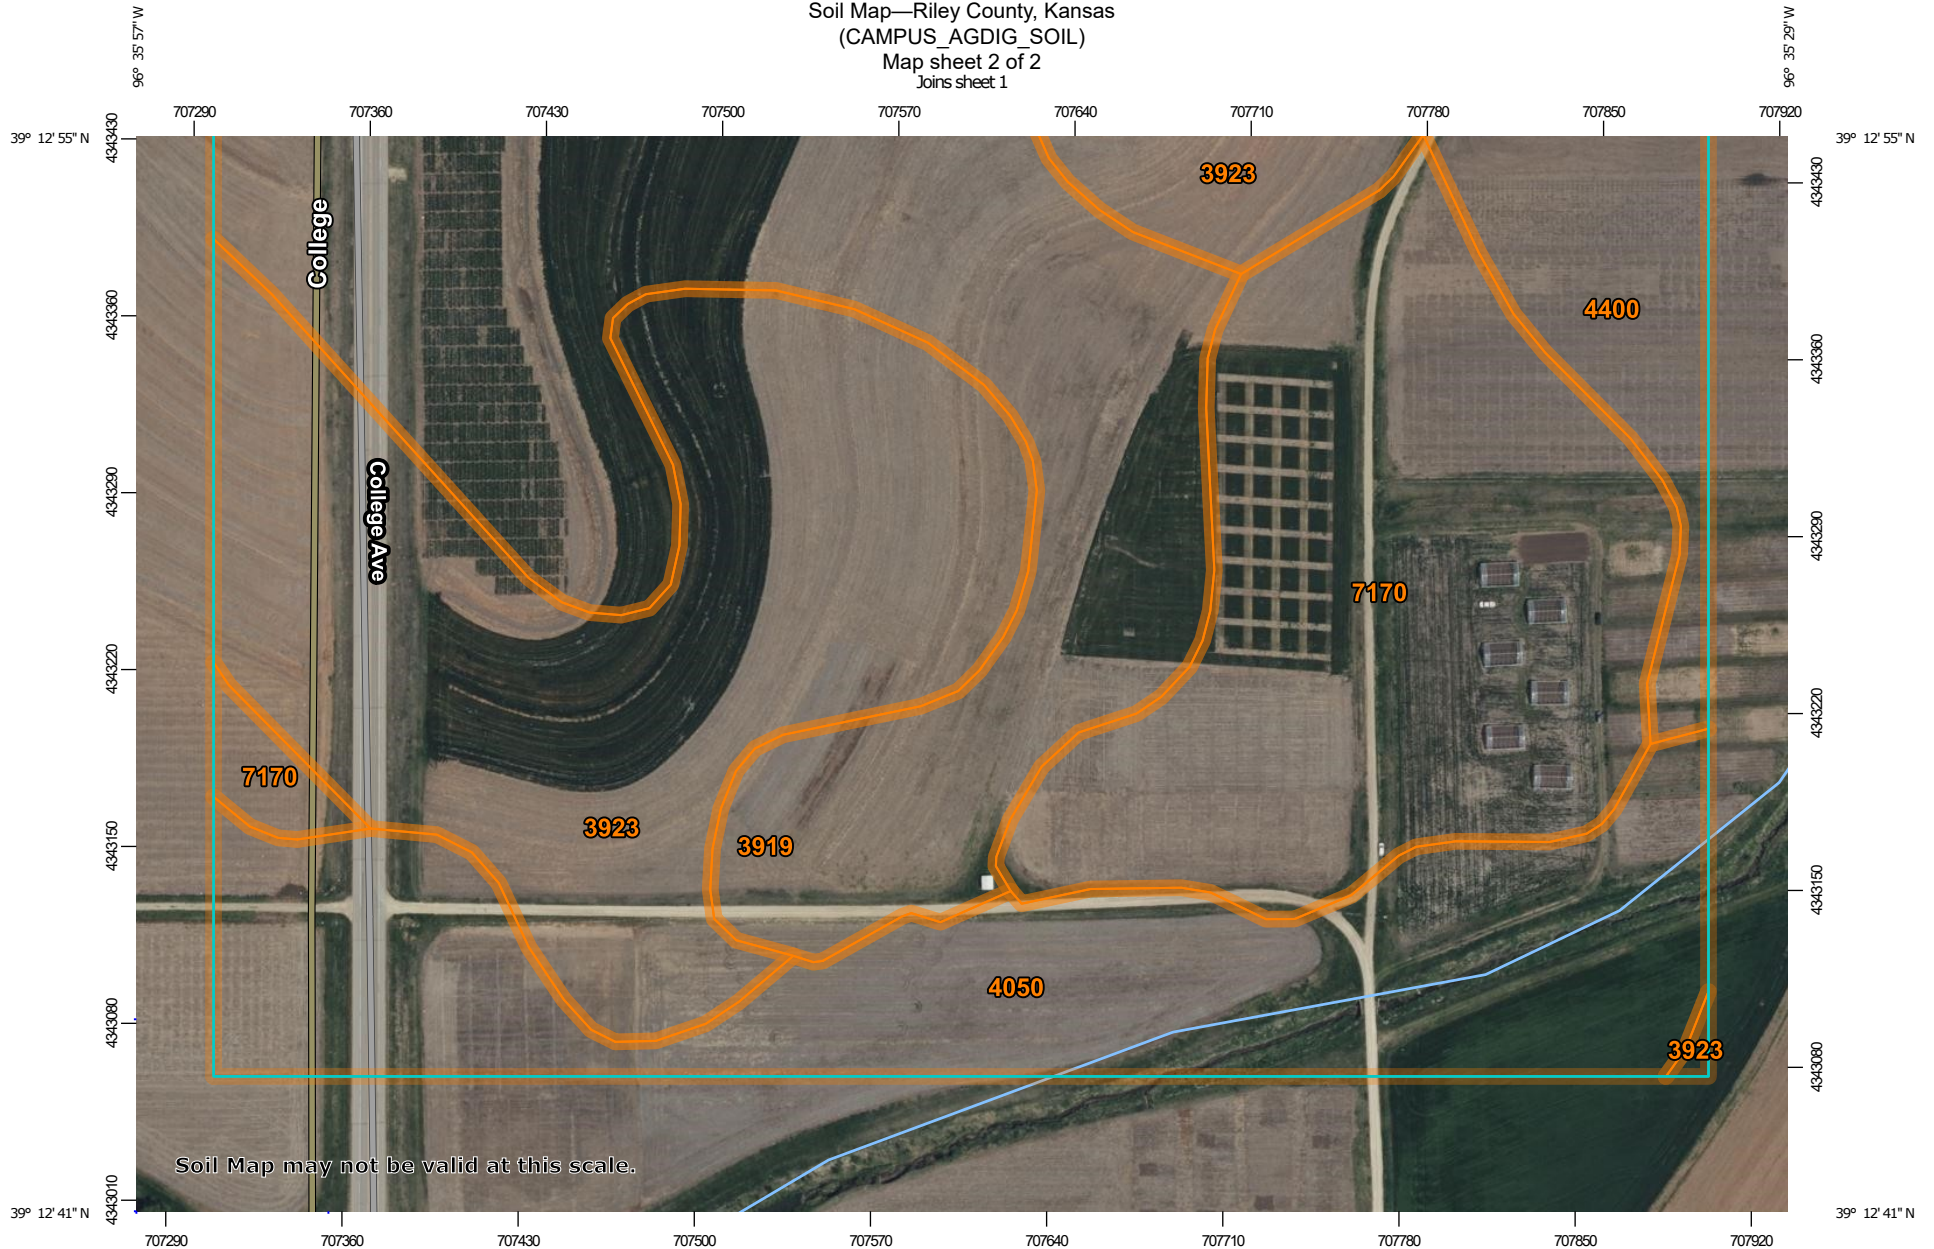 Soil Map—Riley County, Kansas
(CAMPUS_AGDIG_SOIL)
Map sheet 2 of 2
Joins sheet 1
96° 35' 57" W
96° 35' 29" W
707290 707360 707430 707500 707570 707640 707710 707780 707850 707920
39° 12' 55" N
39° 12' 55" N
4343430
4343360
4343290
4343220
4343150
4343080
4343010
4343430
4343360
4343290
4343220
4343150
4343080
College
College Ave
3923
4400
7170
7170
3923
3919
4050
3923
Soil Map may not be valid at this scale.
39° 12' 41" N
39° 12' 41" N
707290 707360 707430 707500 707570 707640 707710 707780 707850 707920